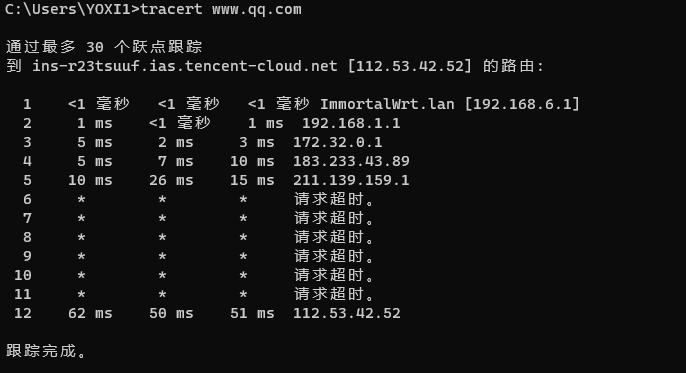 C:\Users\YOXI1>tracert www.qq.com
通过最多 30 个跃点跟踪
到 ins-r23tsuuf.ias.tencent-cloud.net [112.53.42.52] 的路由:
1 <1 毫秒 <1 毫秒 <1 毫秒 ImmortalWrt.lan [192.168.6.1]
2 1 ms <1 毫秒 1 ms 192.168.1.1
3 5 ms 2 ms 3 ms 172.32.0.1
4 5 ms 7 ms 10 ms 183.233.43.89
5 10 ms 26 ms 15 ms 211.139.159.1
6 * * * 请求超时。
7 * * * 请求超时。
8 * * * 请求超时。
9 * * * 请求超时。
10 * * * 请求超时。
11 * * * 请求超时。
12 62 ms 50 ms 51 ms 112.53.42.52
跟踪完成。